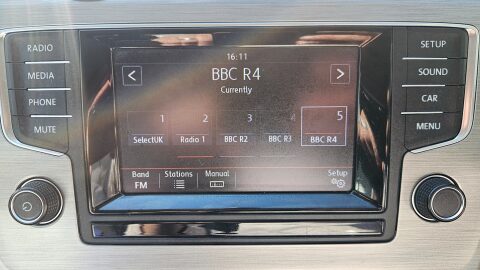 RADIO
MEDIA
PHONE
MUTE
16:11
BBC R4
Currently
1 2 3 4 5
SelectUK Radio 1 BBC R2 BBC R3 BBC R4
Band Stations Manual Setup
FM
SETUP
SOUND
CAR
MENU